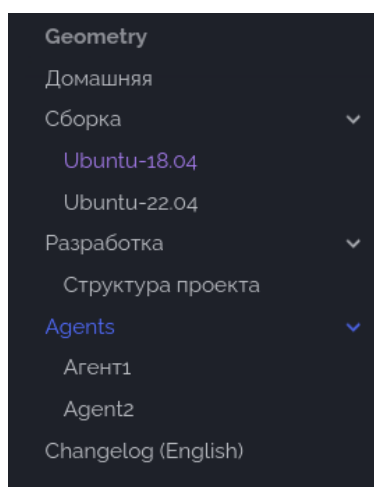 Geometry
Домашняя
Сборка
Ubuntu-18.04
Ubuntu-22.04
Разработка
Структура проекта
Agents
Агент1
Agent2
Changelog (English)